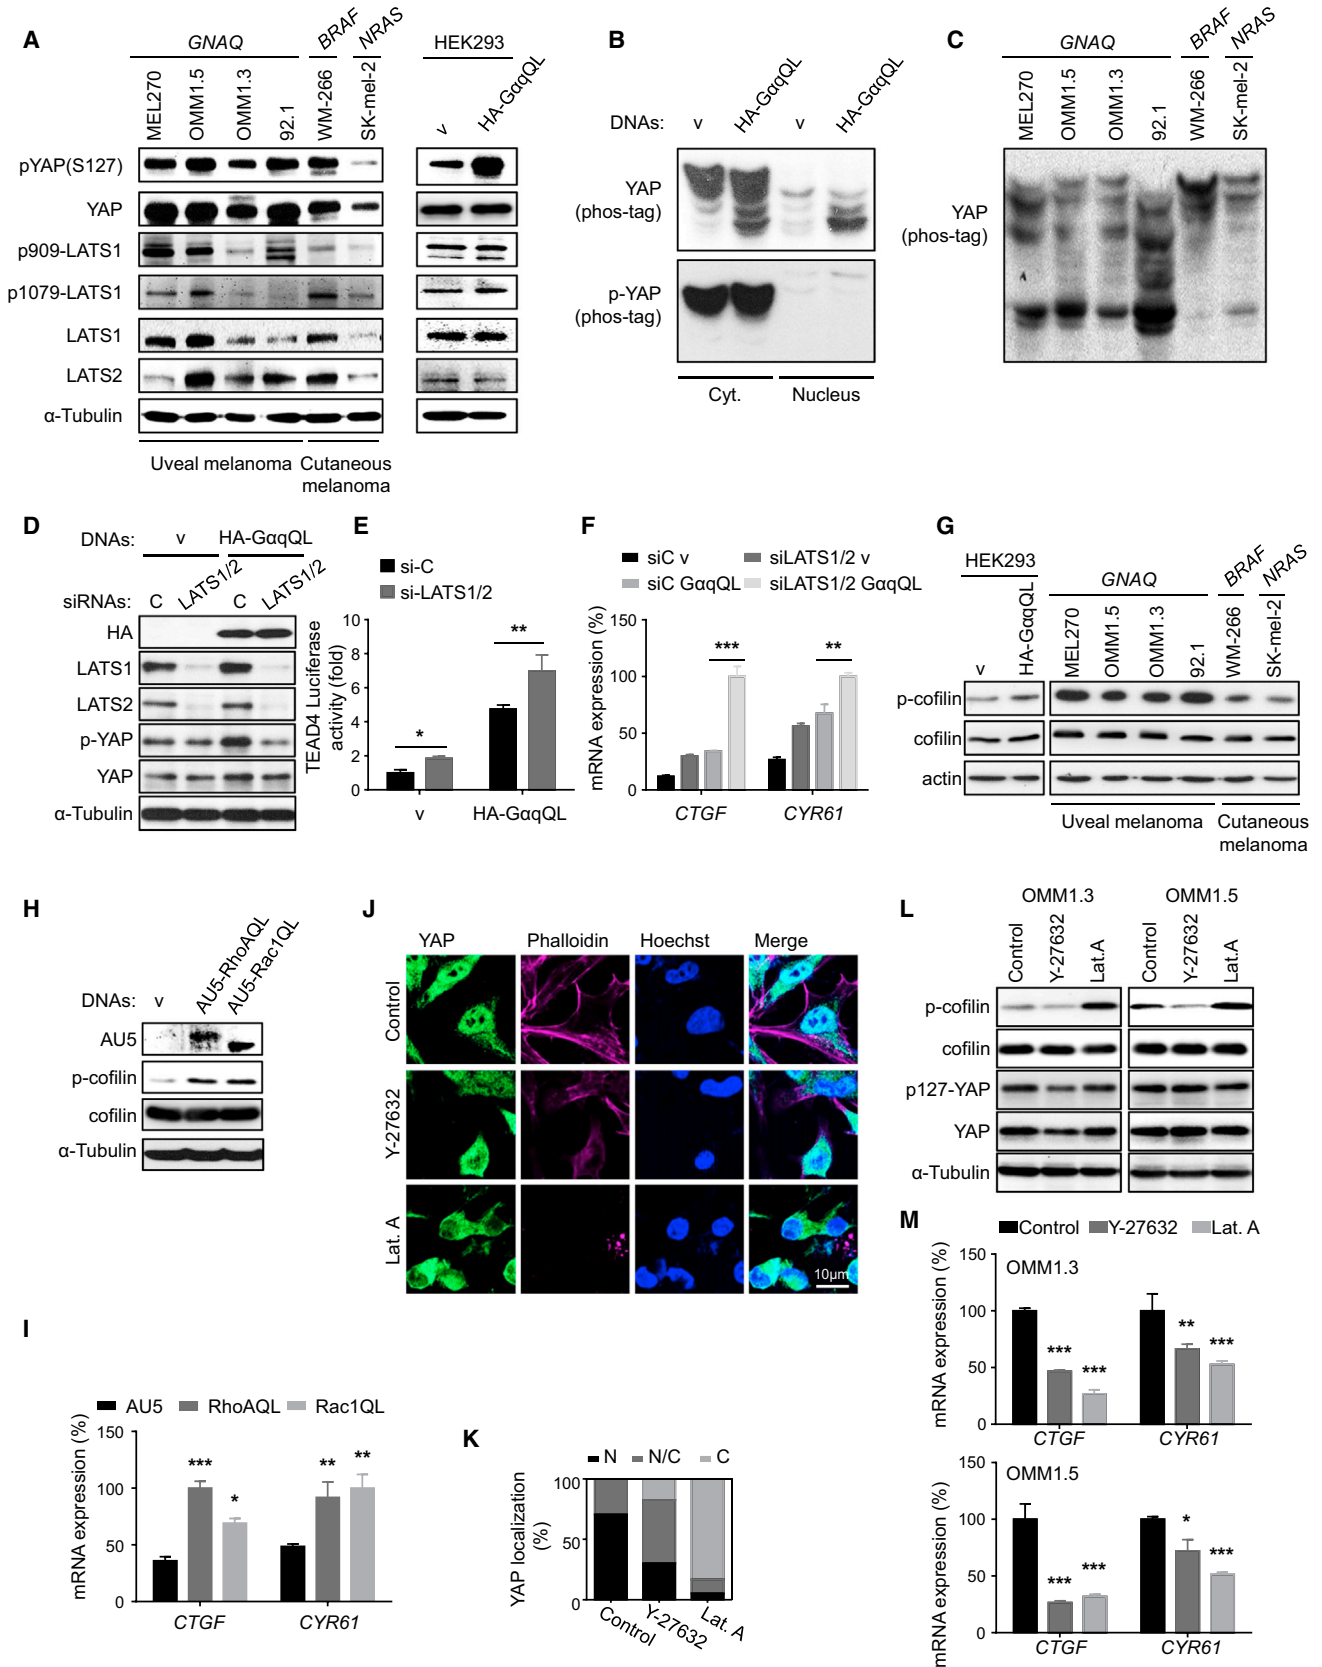 A
GNAQ
BRAF
NRAS
HEK293
MEL270
OMM1.5
OMM1.3
92.1
WM-266
SK-mel-2
v
HA-GαqQL
pYAP(S127)
YAP
p909-LATS1
p1079-LATS1
LATS1
LATS2
α-Tubulin
Uveal melanoma
Cutaneous
melanoma
B
DNAs:
v
HA-GαqQL
v
HA-GαqQL
YAP
(phos-tag)
p-YAP
(phos-tag)
Cyt.
Nucleus
C
GNAQ
BRAF
NRAS
MEL270
OMM1.5
OMM1.3
92.1
WM-266
SK-mel-2
YAP
(phos-tag)
D
DNAs:
v
HA-GαqQL
siRNAs:
C
LATS1/2
C
LATS1/2
HA
LATS1
LATS2
p-YAP
YAP
α-Tubulin
E
si-C
si-LATS1/2
TEAD4 Luciferase
activity (fold)
10
8
6
4
2
0
*
**
v
HA-GαqQL
F
siC v
siLATS1/2 v
siC GαqQL
siLATS1/2 GαqQL
mRNA expression (%)
150
100
50
0
***
**
CTGF
CYR61
G
HEK293
GNAQ
BRAF
NRAS
v
HA-GαqQL
MEL270
OMM1.5
OMM1.3
92.1
WM-266
SK-mel-2
p-cofilin
cofilin
actin
Uveal melanoma
Cutaneous
melanoma
H
DNAs:
v
AU5-RhoAQL
AU5-Rac1QL
AU5
p-cofilin
cofilin
α-Tubulin
I
AU5
RhoAQL
Rac1QL
mRNA expression (%)
150
100
50
0
***
*
**
**
CTGF
CYR61
J
YAP
Phalloidin
Hoechst
Merge
Control
Y-27632
Lat. A
10µm
K
N
N/C
C
YAP localization
(%)
100
50
0
Control
Y-27632
Lat. A
L
OMM1.3
OMM1.5
Control
Y-27632
Lat.A
Control
Y-27632
Lat.A
p-cofilin
cofilin
p127-YAP
YAP
α-Tubulin
M
Control
Y-27632
Lat. A
mRNA expression (%)
150
100
50
0
OMM1.3
***
***
**
***
CTGF
CYR61
mRNA expression (%)
150
100
50
0
OMM1.5
***
***
*
***
CTGF
CYR61